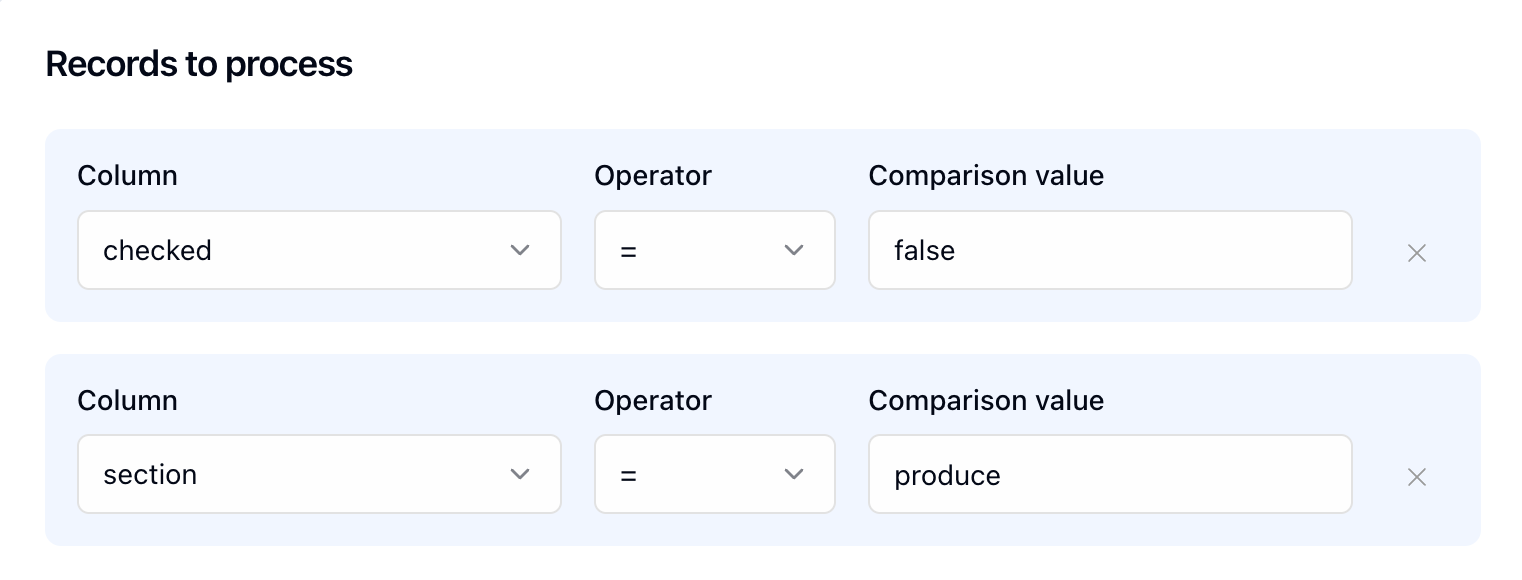 Records to process
Column Operator Comparison value
checked = false
Column Operator Comparison value
section = produce